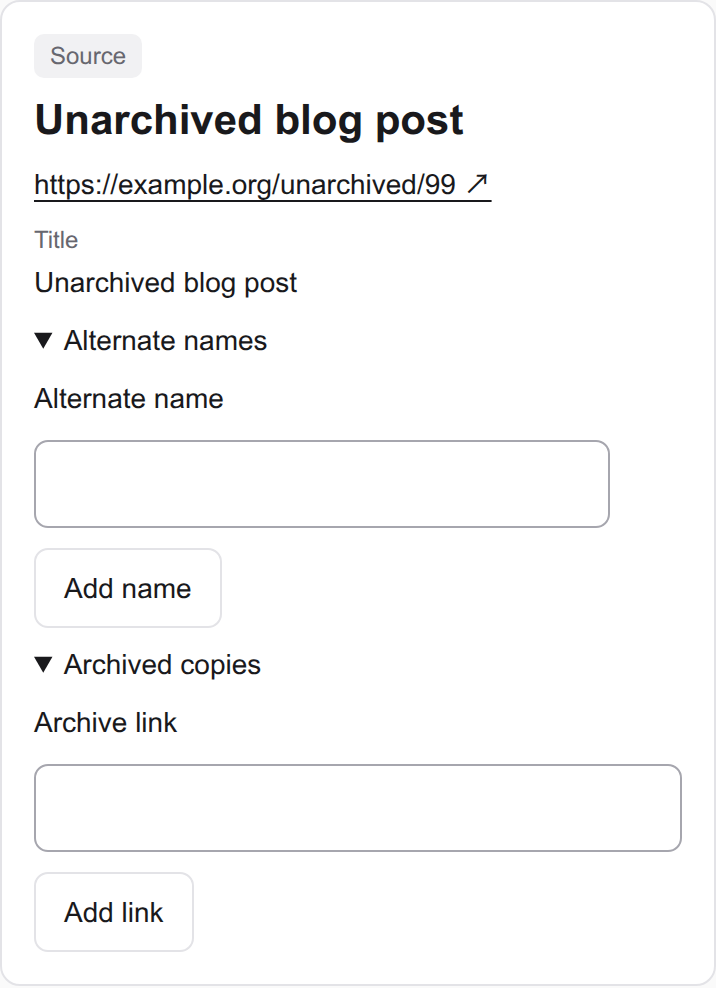 Source
Unarchived blog post
https://example.org/unarchived/99 ↗
Title
Unarchived blog post
▼ Alternate names
Alternate name
Add name
▼ Archived copies
Archive link
Add link